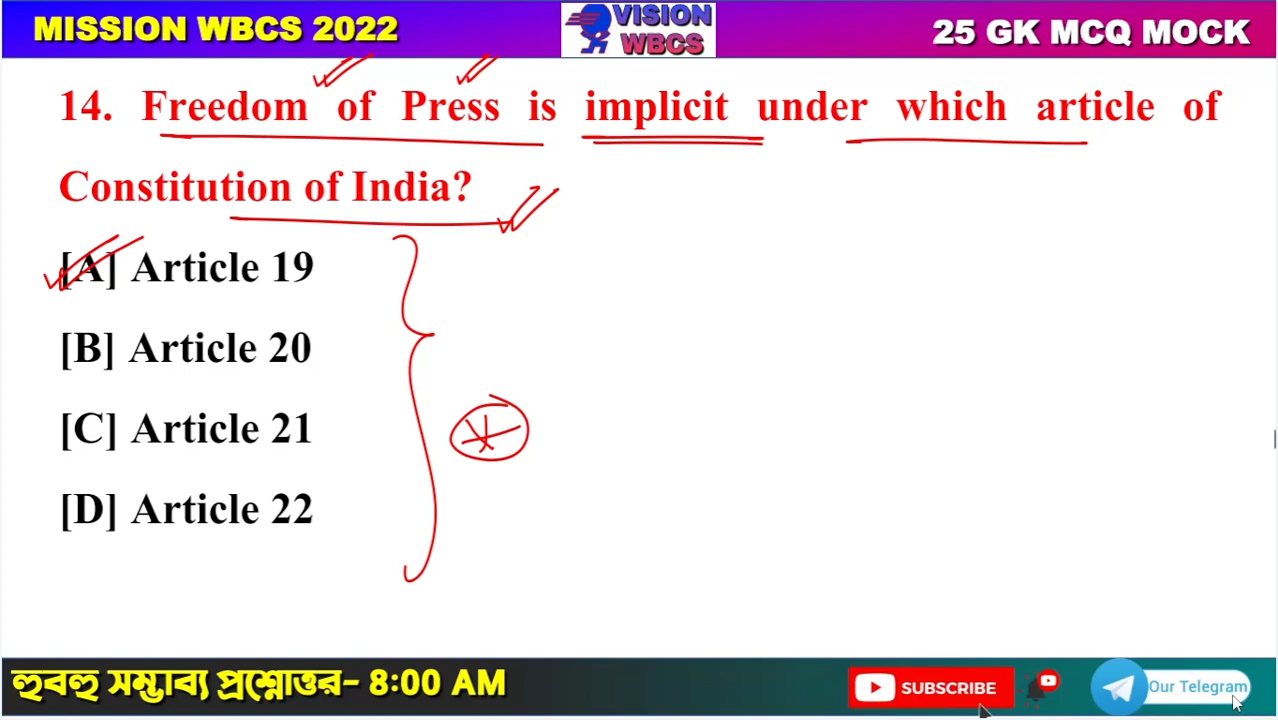 MISSION WBCS 2022
VISION
WBCS
25 GK MCQ MOCK
14. Freedom of Press is implicit under which article of
Constitution of India?
[A] Article 19
[B] Article 20
[C] Article 21
[D] Article 22
হুবহু সম্ভাব্য প্রশ্নোত্তর- 8:00 AM
SUBSCRIBE
Our Telegram